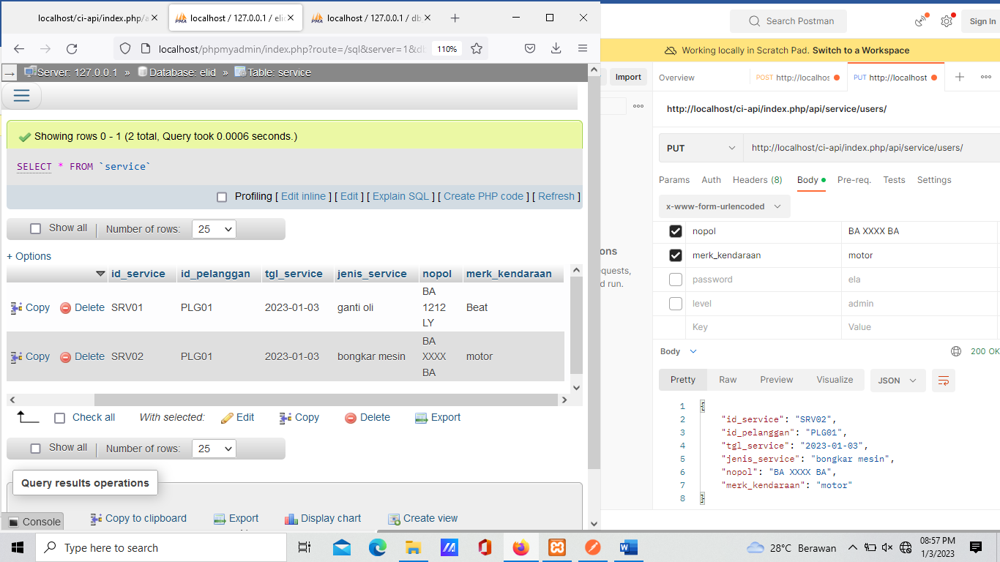 localhost/ci-api/index.php/a
localhost / 127.0.0.1 / elid
localhost / 127.0.0.1 / db
localhost/phpmyadmin/index.php?route=/sql&server=1&db
110%
Server: 127.0.0.1 » Database: elid » Table: service
Showing rows 0 - 1 (2 total, Query took 0.0006 seconds.)
SELECT * FROM `service`
Profiling [ Edit inline ] [ Edit ] [ Explain SQL ] [ Create PHP code ] [ Refresh ]
Show all Number of rows: 25
+ Options
id_service id_pelanggan tgl_service jenis_service nopol merk_kendaraan
Copy Delete SRV01 PLG01 2023-01-03 ganti oli BA 1212 LY Beat
Copy Delete SRV02 PLG01 2023-01-03 bongkar mesin BA XXXX BA motor
Check all With selected: Edit Copy Delete Export
Show all Number of rows: 25
Query results operations
Copy to clipboard Export Display chart Create view
Console
Search Postman
Sign In
Working locally in Scratch Pad. Switch to a Workspace
Import
Overview
POST http://localhos
PUT http://localhost
http://localhost/ci-api/index.php/api/service/users/
PUT http://localhost/ci-api/index.php/api/service/users/
Params Auth Headers (8) Body Pre-req. Tests Settings
x-www-form-urlencoded
nopol BA XXXX BA
merk_kendaraan motor
password ela
level admin
Key Value
ons
quests,
d run.
Body 200 OK
Pretty Raw Preview Visualize JSON
1 {
2 "id_service": "SRV02",
3 "id_pelanggan": "PLG01",
4 "tgl_service": "2023-01-03",
5 "jenis_service": "bongkar mesin",
6 "nopol": "BA XXXX BA",
7 "merk_kendaraan": "motor"
8 }
Type here to search
28°C Berawan
08:57 PM
1/3/2023